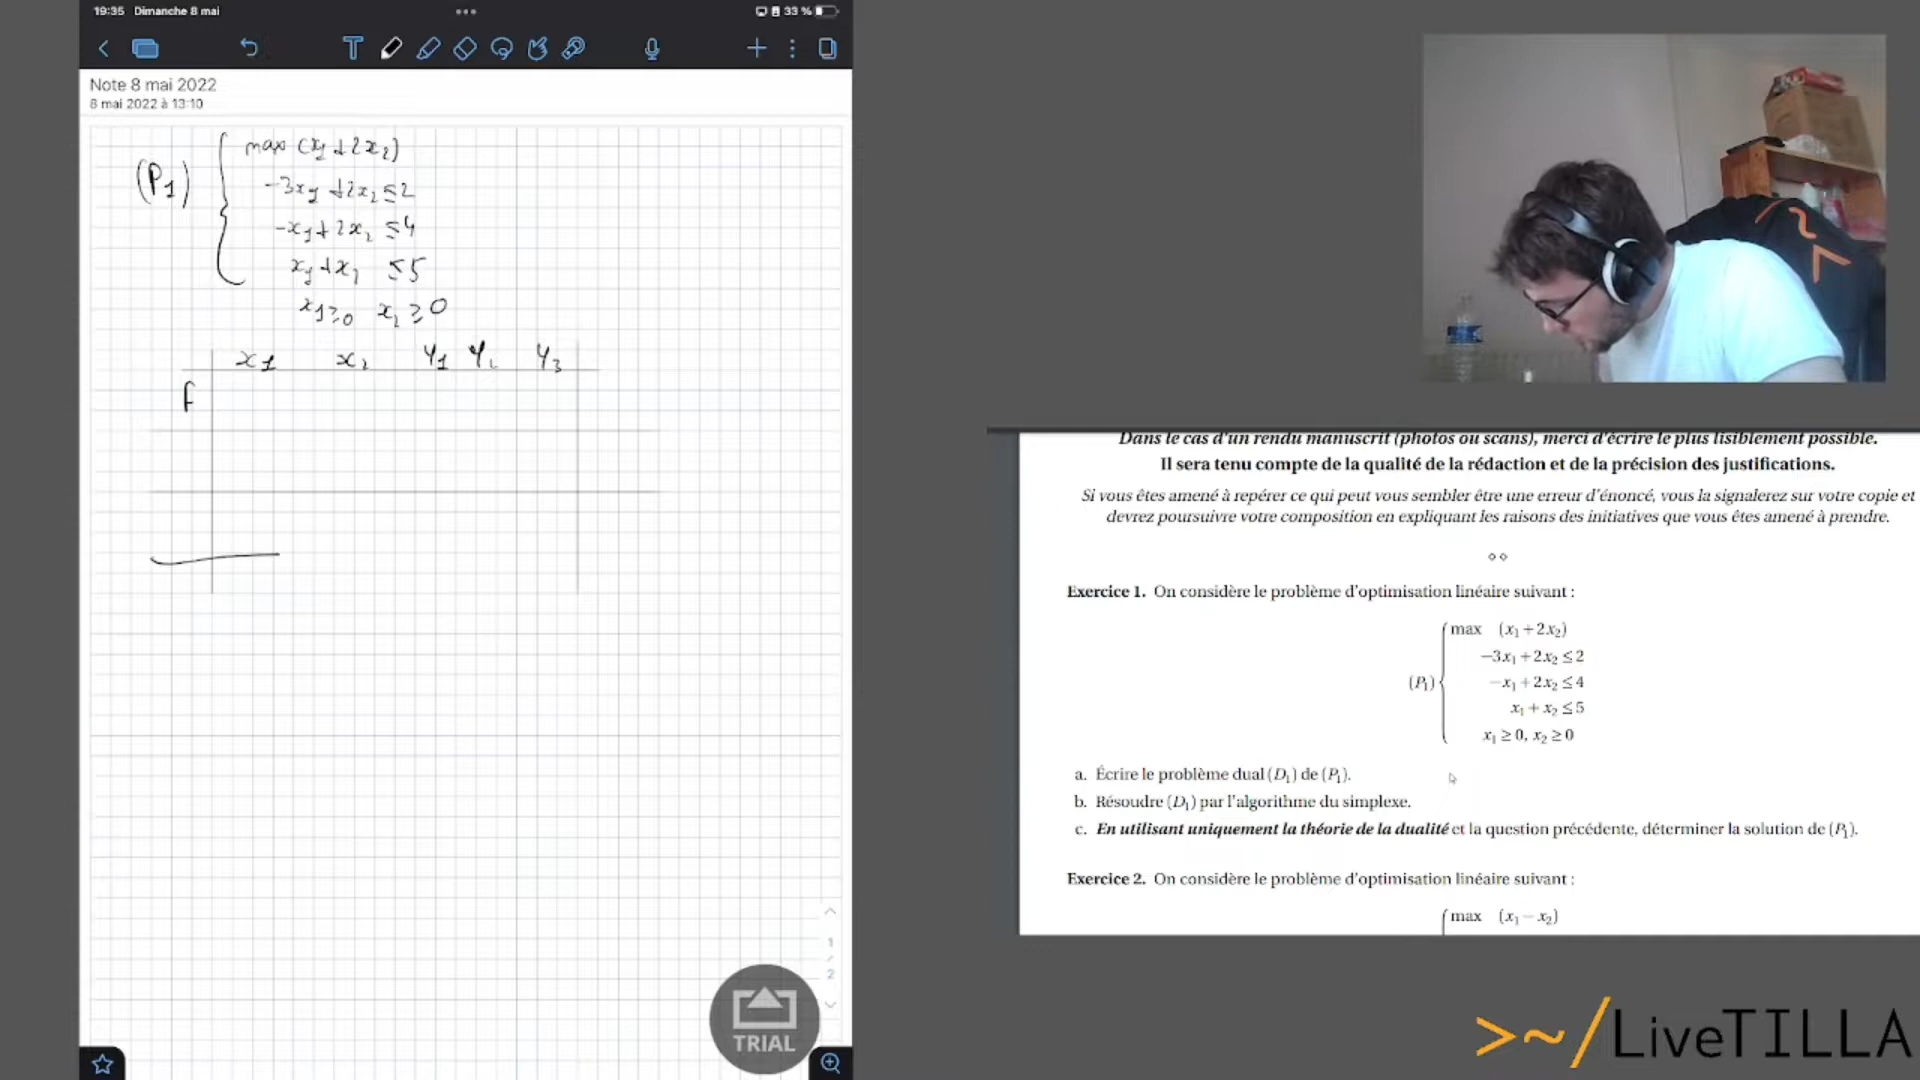 19:35 Dimanche 8 mai
33 %
Note 8 mai 2022
8 mai 2022 à 13:10
(P1)
max (x1 + 2x2)
-3x1 + 2x2 ≤ 2
-x1 + 2x2 ≤ 4
x1 + x2 ≤ 5
x1 ≥ 0 x2 ≥ 0
x1 x2 Y1 Y2 Y3
f
1
2
TRIAL
Dans le cas d'un rendu manuscrit (photos ou scans), merci d'écrire le plus lisiblement possible.
Il sera tenu compte de la qualité de la rédaction et de la précision des justifications.
Si vous êtes amené à repérer ce qui peut vous sembler être une erreur d'énoncé, vous la signalerez sur votre copie et
devrez poursuivre votre composition en expliquant les raisons des initiatives que vous êtes amené à prendre.
Exercice 1. On considère le problème d'optimisation linéaire suivant :
max (x1 + 2x2)
−3x1 + 2x2 ≤ 2
(P1)
−x1 + 2x2 ≤ 4
x1 + x2 ≤ 5
x1 ≥ 0, x2 ≥ 0
a. Écrire le problème dual (D1) de (P1).
b. Résoudre (D1) par l'algorithme du simplexe.
c. En utilisant uniquement la théorie de la dualité et la question précédente, déterminer la solution de (P1).
Exercice 2. On considère le problème d'optimisation linéaire suivant :
max (x1 − x2)
>~/LiveTILLA